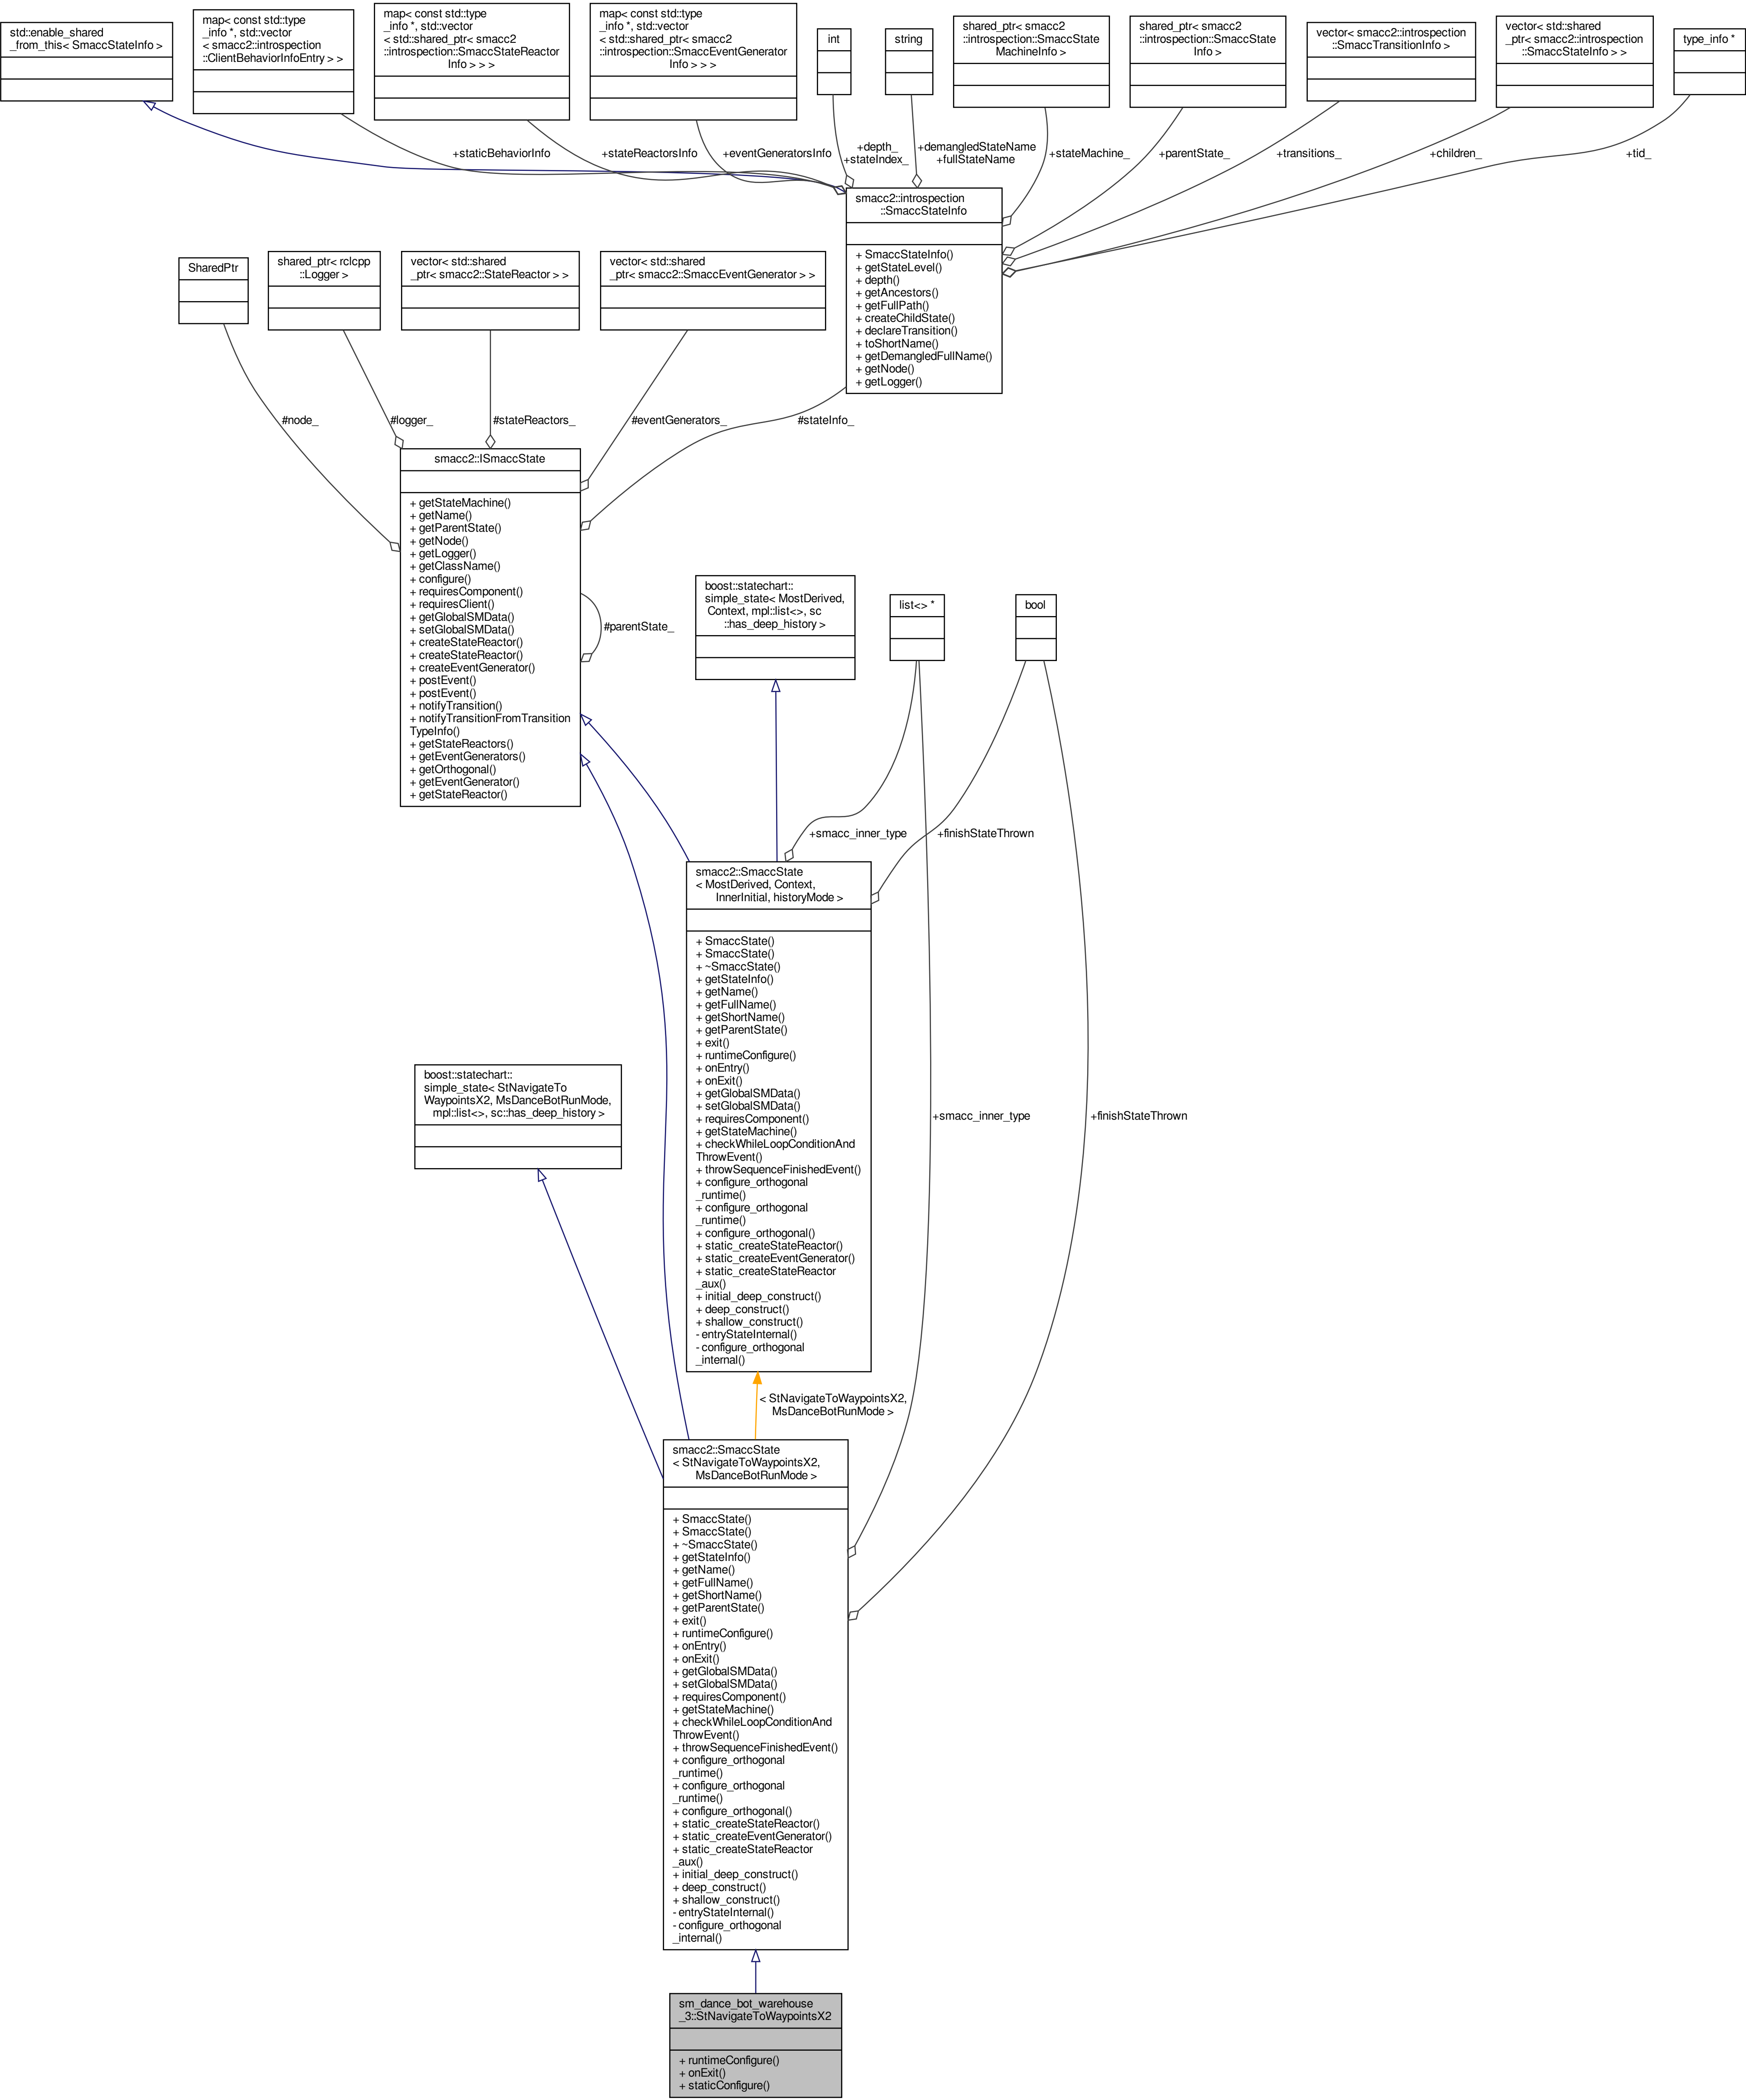 std::enable_shared
_from_this< SmaccStateInfo >
map< const std::type
_info *, std::vector
< smacc2::introspection
::ClientBehaviorInfoEntry > >
map< const std::type
_info *, std::vector
< std::shared_ptr< smacc2
::introspection::SmaccStateReactor
Info > > >
map< const std::type
_info *, std::vector
< std::shared_ptr< smacc2
::introspection::SmaccEventGenerator
Info > > >
int
string
shared_ptr< smacc2
::introspection::SmaccState
MachineInfo >
shared_ptr< smacc2
::introspection::SmaccState
Info >
vector< smacc2::introspection
::SmaccTransitionInfo >
vector< std::shared
_ptr< smacc2::introspection
::SmaccStateInfo > >
type_info *
+staticBehaviorInfo
+stateReactorsInfo
+eventGeneratorsInfo
+depth_
+stateIndex_
+demangledStateName
+fullStateName
+stateMachine_
+parentState_
+transitions_
+children_
+tid_
smacc2::introspection
::SmaccStateInfo
+ SmaccStateInfo()
+ getStateLevel()
+ depth()
+ getAncestors()
+ getFullPath()
+ createChildState()
+ declareTransition()
+ toShortName()
+ getDemangledFullName()
+ getNode()
+ getLogger()
SharedPtr
shared_ptr< rclcpp
::Logger >
vector< std::shared
_ptr< smacc2::StateReactor > >
vector< std::shared
_ptr< smacc2::SmaccEventGenerator > >
#node_
#logger_
#stateReactors_
#eventGenerators_
#stateInfo_
smacc2::ISmaccState
+ getStateMachine()
+ getName()
+ getParentState()
+ getNode()
+ getLogger()
+ getClassName()
+ configure()
+ requiresComponent()
+ requiresClient()
+ getGlobalSMData()
+ setGlobalSMData()
+ createStateReactor()
+ createStateReactor()
+ createEventGenerator()
+ postEvent()
+ postEvent()
+ notifyTransition()
+ notifyTransitionFromTransition
TypeInfo()
+ getStateReactors()
+ getEventGenerators()
+ getOrthogonal()
+ getEventGenerator()
+ getStateReactor()
#parentState_
boost::statechart::
simple_state< MostDerived,
Context, mpl::list<>, sc
::has_deep_history >
list<> *
bool
+smacc_inner_type
+finishStateThrown
smacc2::SmaccState
< MostDerived, Context,
InnerInitial, historyMode >
+ SmaccState()
+ SmaccState()
+ ~SmaccState()
+ getStateInfo()
+ getName()
+ getFullName()
+ getShortName()
+ getParentState()
+ exit()
+ runtimeConfigure()
+ onEntry()
+ onExit()
+ getGlobalSMData()
+ setGlobalSMData()
+ requiresComponent()
+ getStateMachine()
+ checkWhileLoopConditionAnd
ThrowEvent()
+ throwSequenceFinishedEvent()
+ configure_orthogonal
_runtime()
+ configure_orthogonal
_runtime()
+ configure_orthogonal()
+ static_createStateReactor()
+ static_createEventGenerator()
+ static_createStateReactor
_aux()
+ initial_deep_construct()
+ deep_construct()
+ shallow_construct()
- entryStateInternal()
- configure_orthogonal
_internal()
boost::statechart::
simple_state< StNavigateTo
WaypointsX2, MsDanceBotRunMode,
mpl::list<>, sc::has_deep_history >
+smacc_inner_type
+finishStateThrown
< StNavigateToWaypointsX2,
MsDanceBotRunMode >
smacc2::SmaccState
< StNavigateToWaypointsX2,
MsDanceBotRunMode >
+ SmaccState()
+ SmaccState()
+ ~SmaccState()
+ getStateInfo()
+ getName()
+ getFullName()
+ getShortName()
+ getParentState()
+ exit()
+ runtimeConfigure()
+ onEntry()
+ onExit()
+ getGlobalSMData()
+ setGlobalSMData()
+ requiresComponent()
+ getStateMachine()
+ checkWhileLoopConditionAnd
ThrowEvent()
+ throwSequenceFinishedEvent()
+ configure_orthogonal
_runtime()
+ configure_orthogonal
_runtime()
+ configure_orthogonal()
+ static_createStateReactor()
+ static_createEventGenerator()
+ static_createStateReactor
_aux()
+ initial_deep_construct()
+ deep_construct()
+ shallow_construct()
- entryStateInternal()
- configure_orthogonal
_internal()
sm_dance_bot_warehouse
_3::StNavigateToWaypointsX2
+ runtimeConfigure()
+ onExit()
+ staticConfigure()